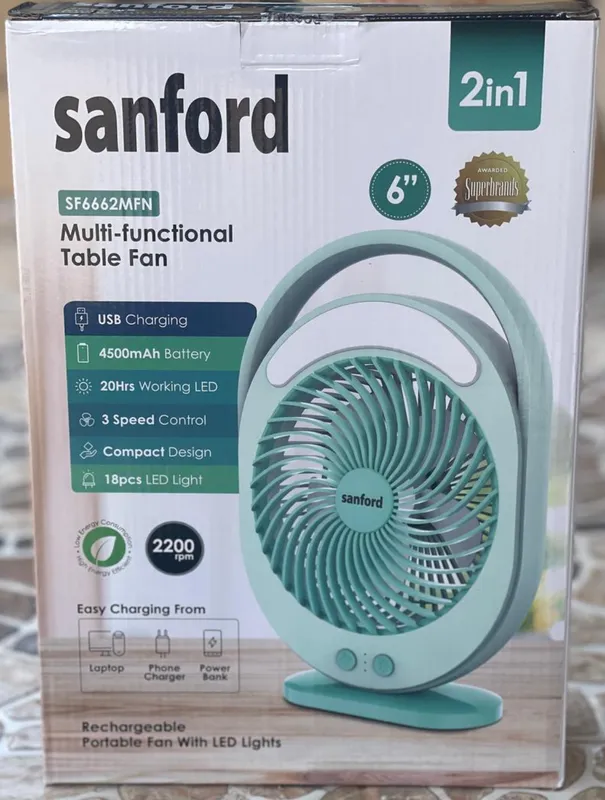 sanford
2in1
6”
AWARDED
Superbrands
SF6662MFN
Multi-functional
Table Fan
USB Charging
4500mAh Battery
20Hrs Working LED
3 Speed Control
Compact Design
18pcs LED Light
sanford
Low Energy Consumption
High Energy Efficient
2200
rpm
Easy Charging From
Laptop
Phone
Charger
Power
Bank
Rechargeable
Portable Fan With LED Lights